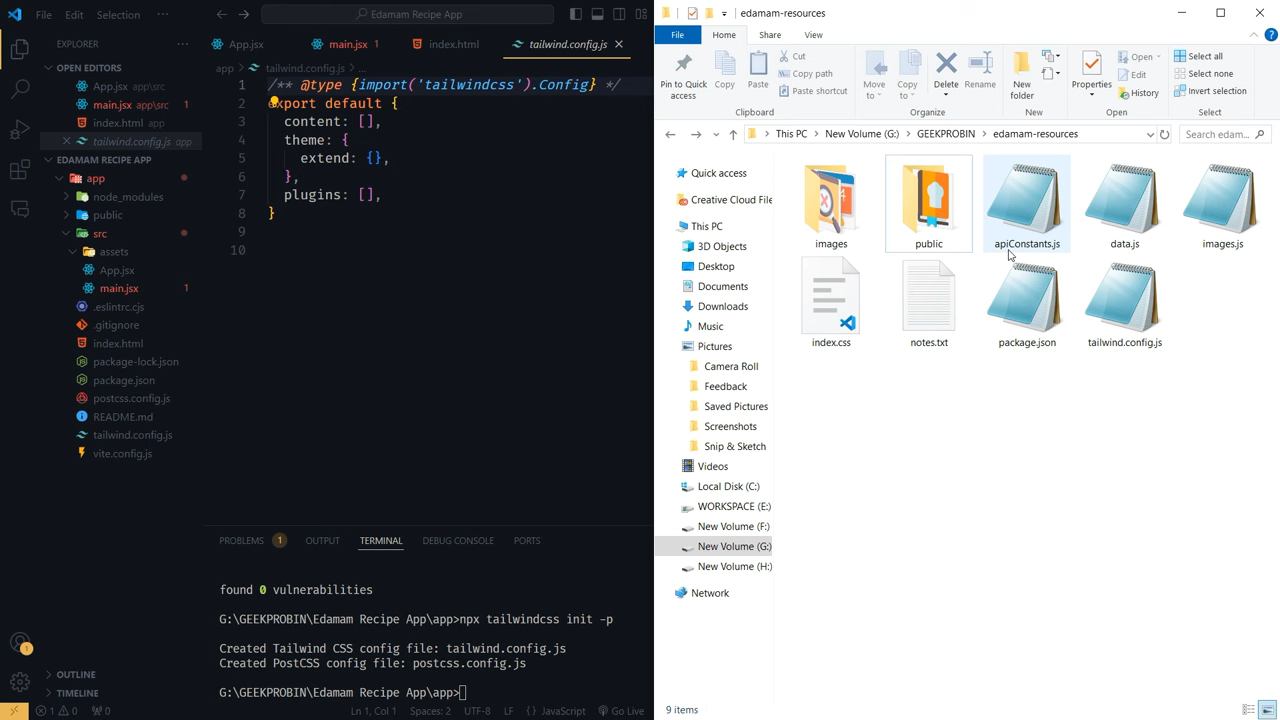 File Edit Selection ···
Edamam Recipe App
EXPLORER ···
OPEN EDITORS
App.jsx app\src
main.jsx app\src 1
index.html app
tailwind.config.js app
EDAMAM RECIPE APP
app
node_modules
public
src
assets
App.jsx
main.jsx 1
.eslintrc.cjs
.gitignore
index.html
package-lock.json
package.json
postcss.config.js
README.md
tailwind.config.js
vite.config.js
OUTLINE
TIMELINE
App.jsx main.jsx 1 index.html tailwind.config.js
app > tailwind.config.js > ...
1 /** @type {import('tailwindcss').Config} */
2 export default {
3 content: [],
4 theme: {
5 extend: {},
6 },
7 plugins: [],
8 }
9
10
PROBLEMS 1 OUTPUT TERMINAL DEBUG CONSOLE PORTS
found 0 vulnerabilities
G:\GEEKPROBIN\Edamam Recipe App\app>npx tailwindcss init -p
Created Tailwind CSS config file: tailwind.config.js
Created PostCSS config file: postcss.config.js
G:\GEEKPROBIN\Edamam Recipe App\app>
1 0 0 Ln 1, Col 1 Spaces: 2 UTF-8 LF {} JavaScript Go Live
edamam-resources
File Home Share View
Pin to Quick access
Copy
Paste
Cut
Copy path
Paste shortcut
Clipboard
Move to
Copy to
Delete
Rename
Organize
New folder
New
Properties
Open
Edit
History
Open
Select all
Select none
Invert selection
Select
This PC > New Volume (G:) > GEEKPROBIN > edamam-resources
Search edam...
Quick access
Creative Cloud File
This PC
3D Objects
Desktop
Documents
Downloads
Music
Pictures
Camera Roll
Feedback
Saved Pictures
Screenshots
Snip & Sketch
Videos
Local Disk (C:)
WORKSPACE (E:)
New Volume (F:)
New Volume (G:)
New Volume (H:)
Network
images
public
apiConstants.js
data.js
images.js
index.css
notes.txt
package.json
tailwind.config.js
9 items